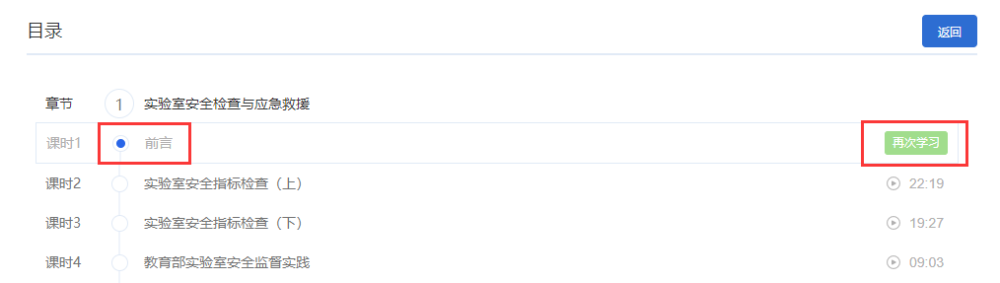 目录 返回
章节 1 实验室安全检查与应急救援
课时1 前言 再次学习
课时2 实验室安全指标检查（上） 22:19
课时3 实验室安全指标检查（下） 19:27
课时4 教育部实验室安全监督实践 09:03